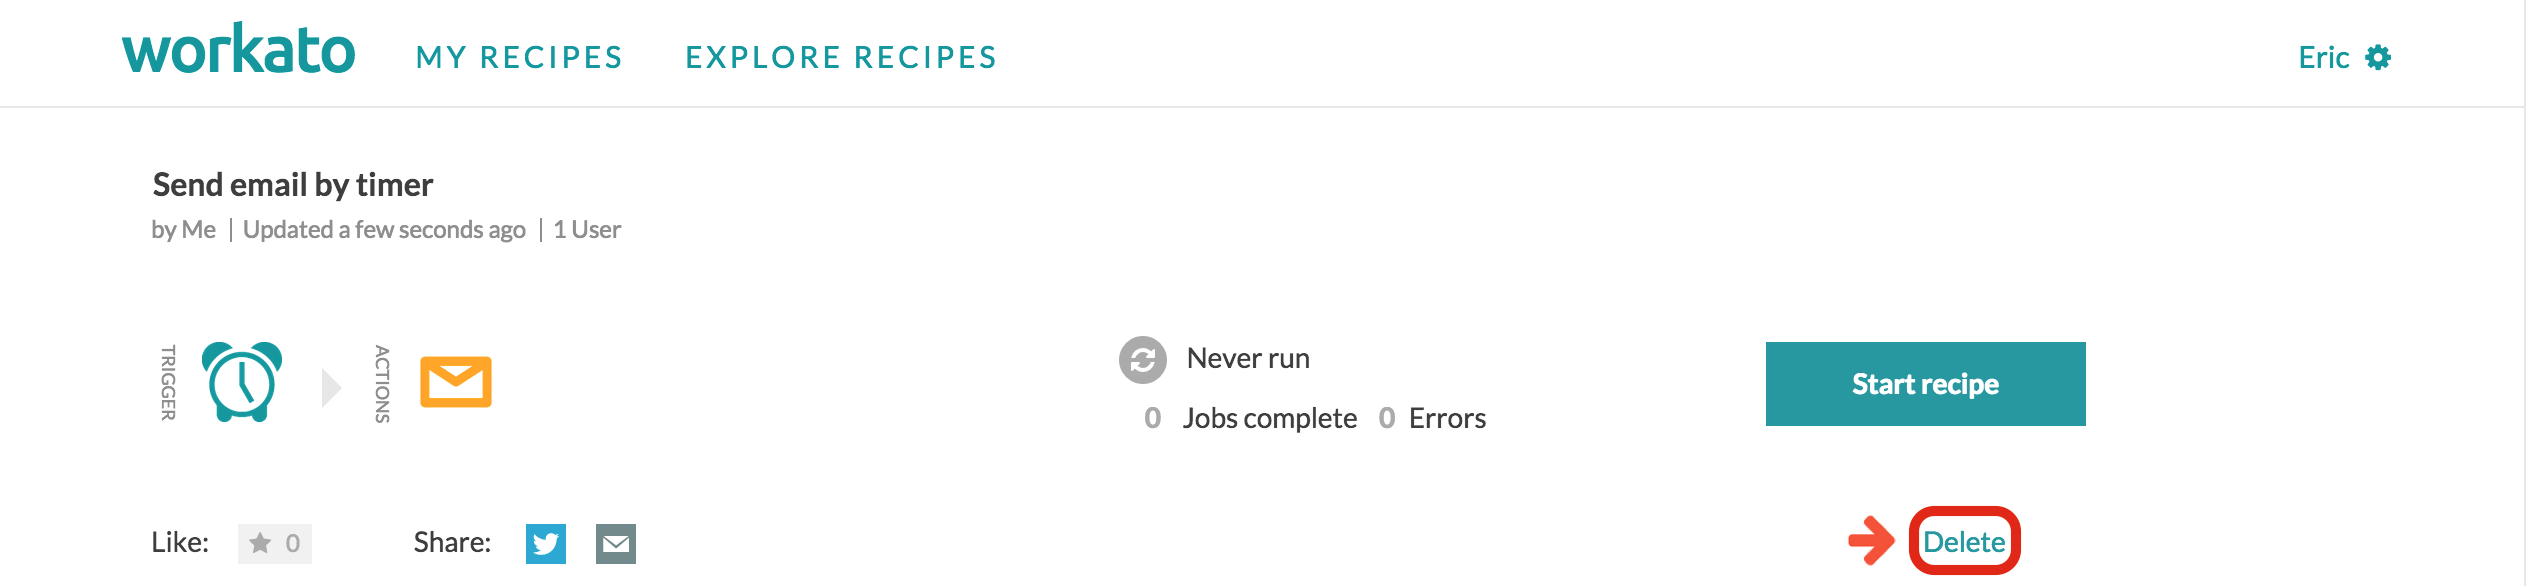 workato MY RECIPES EXPLORE RECIPES Eric
Send email by timer
by Me | Updated a few seconds ago | 1 User
TRIGGER
ACTIONS
Never run
0 Jobs complete 0 Errors
Start recipe
Like: 0 Share:
Delete